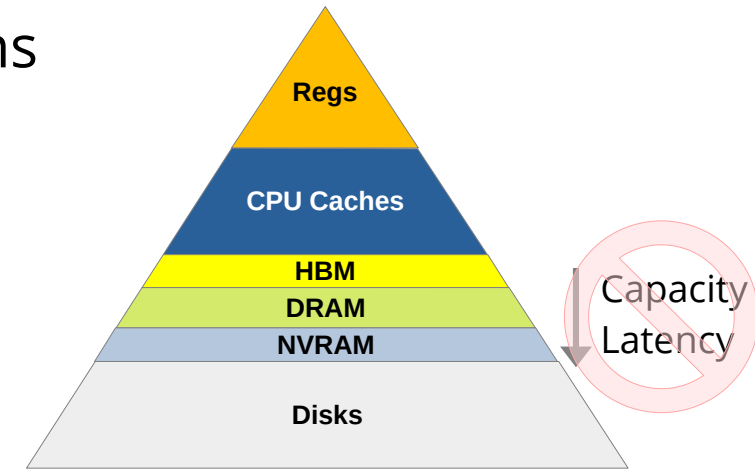 ns
Regs
CPU Caches
HBM
DRAM
NVRAM
Disks
Capacity
Latency